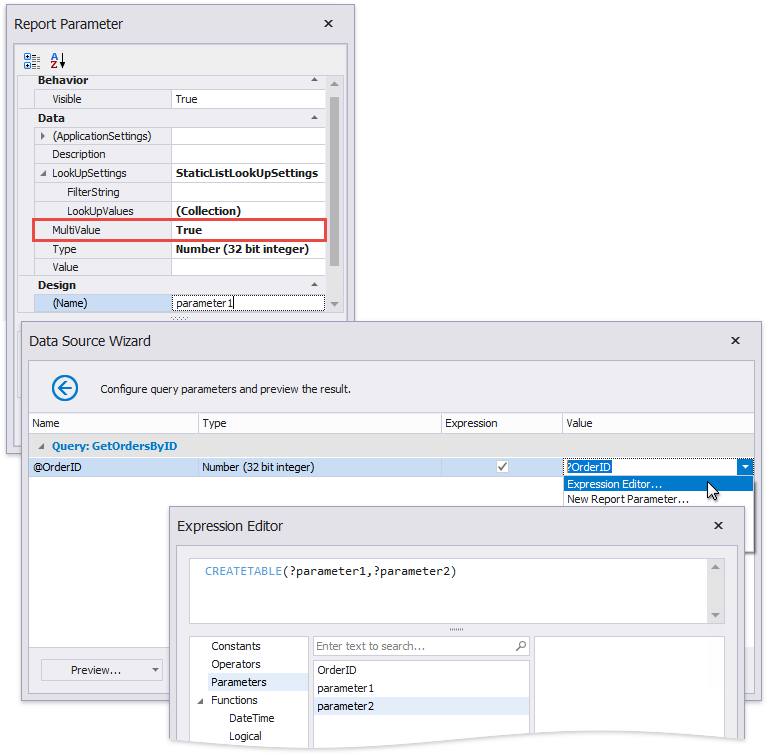 Report Parameter
Behavior
Visible True
Data
(ApplicationSettings)
Description
LookUpSettings StaticListLookUpSettings
FilterString
LookUpValues (Collection)
MultiValue True
Type Number (32 bit integer)
Value
Design
(Name) parameter1
Data Source Wizard
Configure query parameters and preview the result.
Name Type Expression Value
Query: GetOrdersByID
@OrderID Number (32 bit integer) ?OrderID
Expression Editor...
New Report Parameter...
Expression Editor
CREATETABLE(?parameter1,?parameter2)
Constants Enter text to search...
Operators OrderID
Parameters parameter1
Functions parameter2
DateTime
Logical
Preview...